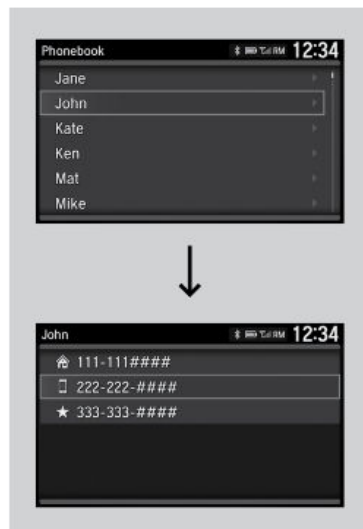 Phonebook 12:34
Jane
John
Kate
Ken
Mat
Mike
John 12:34
111-111####
222-222-####
333-333-####